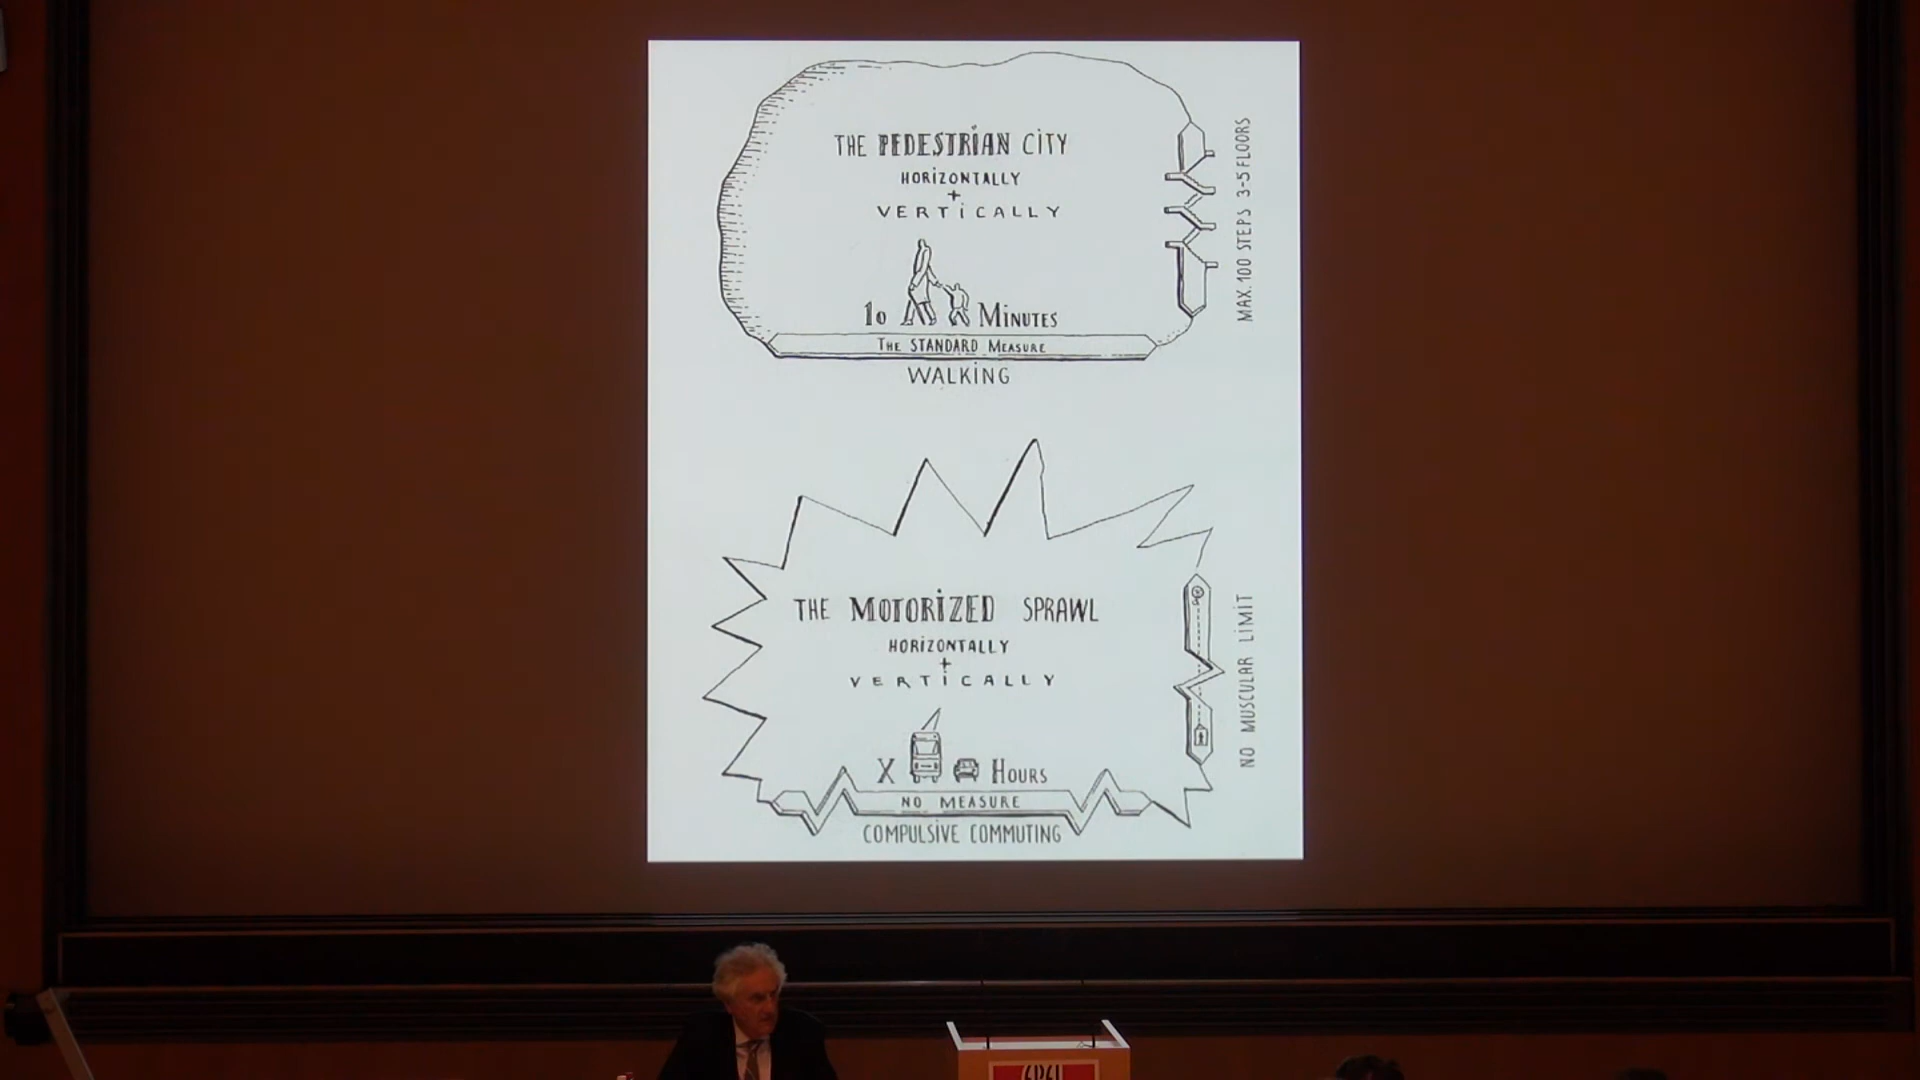 THE PEDESTRIAN CITY
HORIZONTALLY
+
VERTICALLY
10 MINUTES
THE STANDARD MEASURE
WALKING
MAX. 100 STEPS 3-5 FLOORS
THE MOTORIZED SPRAWL
HORIZONTALLY
+
VERTICALLY
X HOURS
NO MEASURE
COMPULSIVE COMMUTING
NO MUSCULAR LIMIT